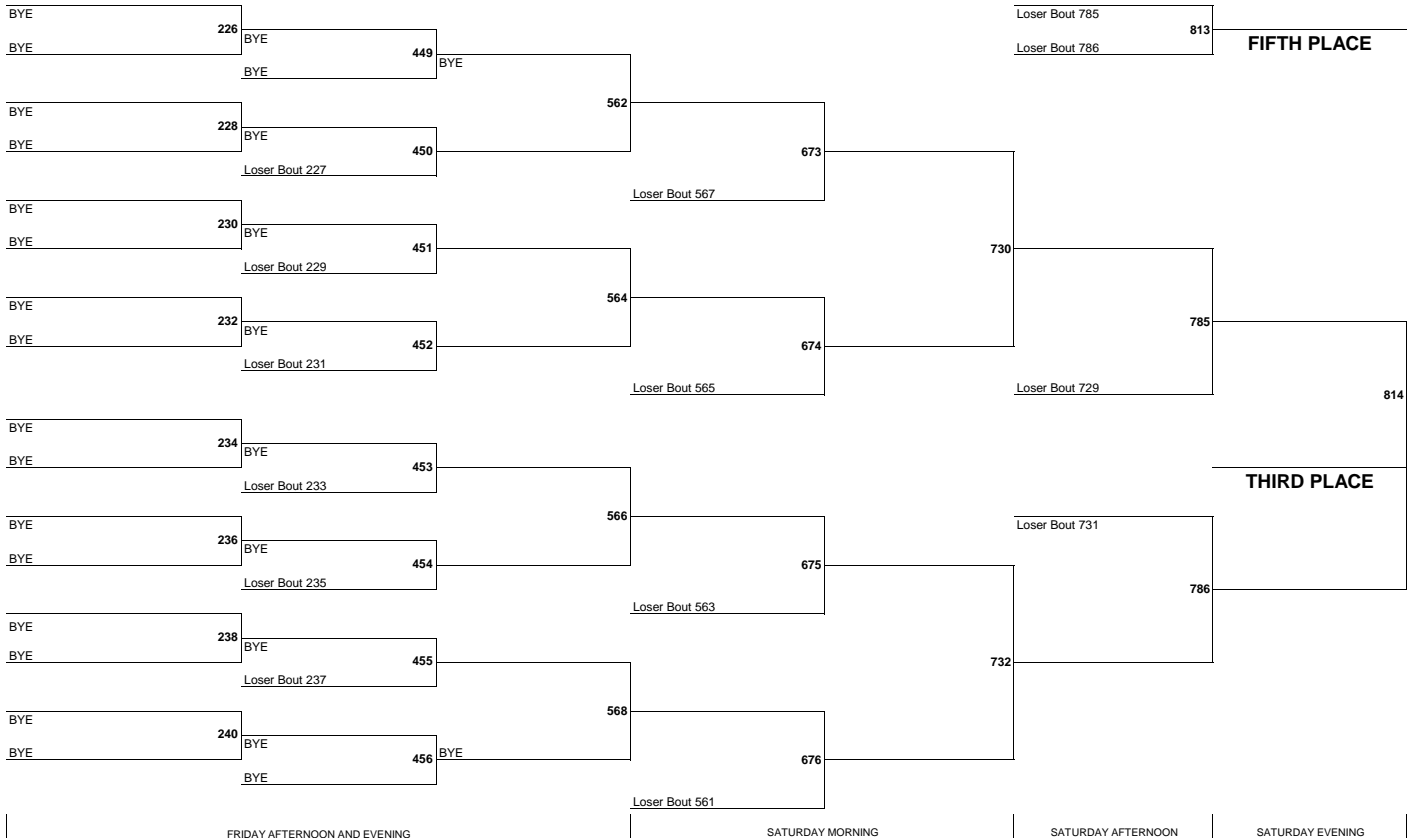 BYE
226
BYE
BYE
449
BYE
BYE
BYE
228
BYE
BYE
450
Loser Bout 227
562
BYE
230
BYE
BYE
451
Loser Bout 229
BYE
232
BYE
BYE
452
Loser Bout 231
564
Loser Bout 567
673
Loser Bout 565
674
730
BYE
234
BYE
BYE
453
Loser Bout 233
BYE
236
BYE
BYE
454
Loser Bout 235
566
BYE
238
BYE
BYE
455
Loser Bout 237
BYE
240
BYE
BYE
456
BYE
BYE
568
Loser Bout 563
675
Loser Bout 561
676
732
Loser Bout 785
813
Loser Bout 786
FIFTH PLACE
785
Loser Bout 729
814
THIRD PLACE
Loser Bout 731
786
FRIDAY AFTERNOON AND EVENING
SATURDAY MORNING
SATURDAY AFTERNOON
SATURDAY EVENING